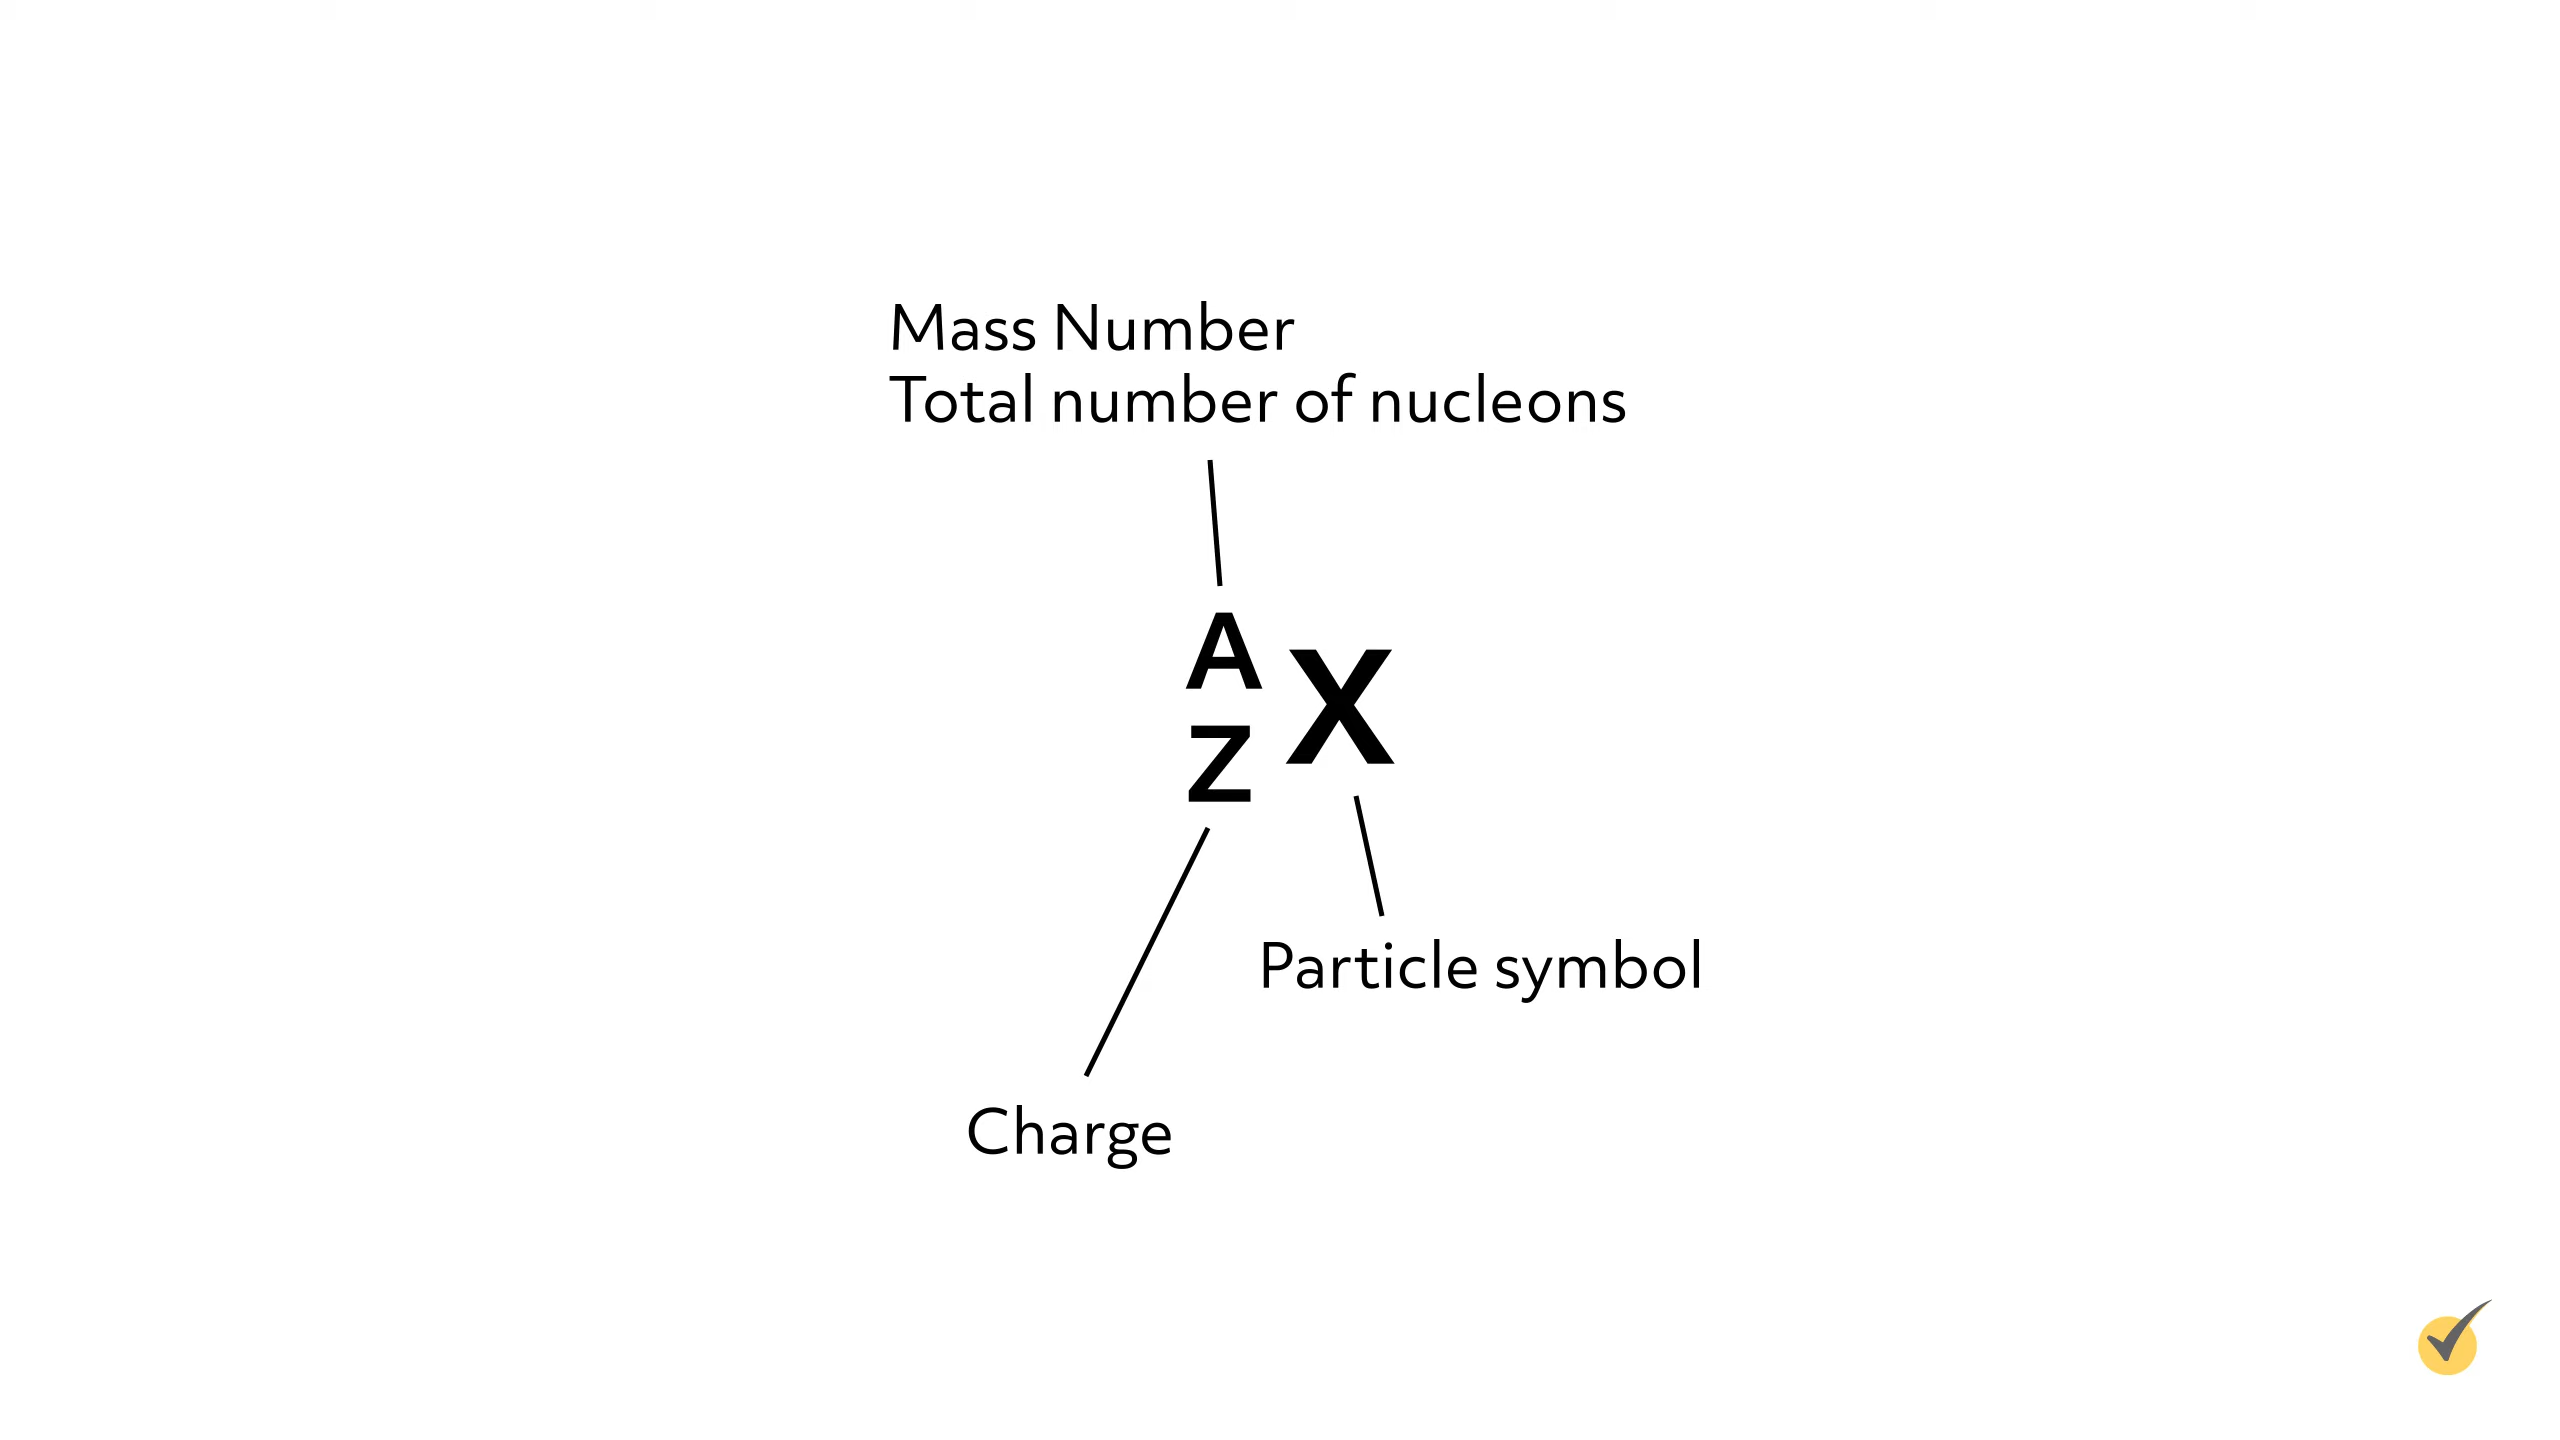 Mass Number
Total number of nucleons
A
X
Z
Particle symbol
Charge